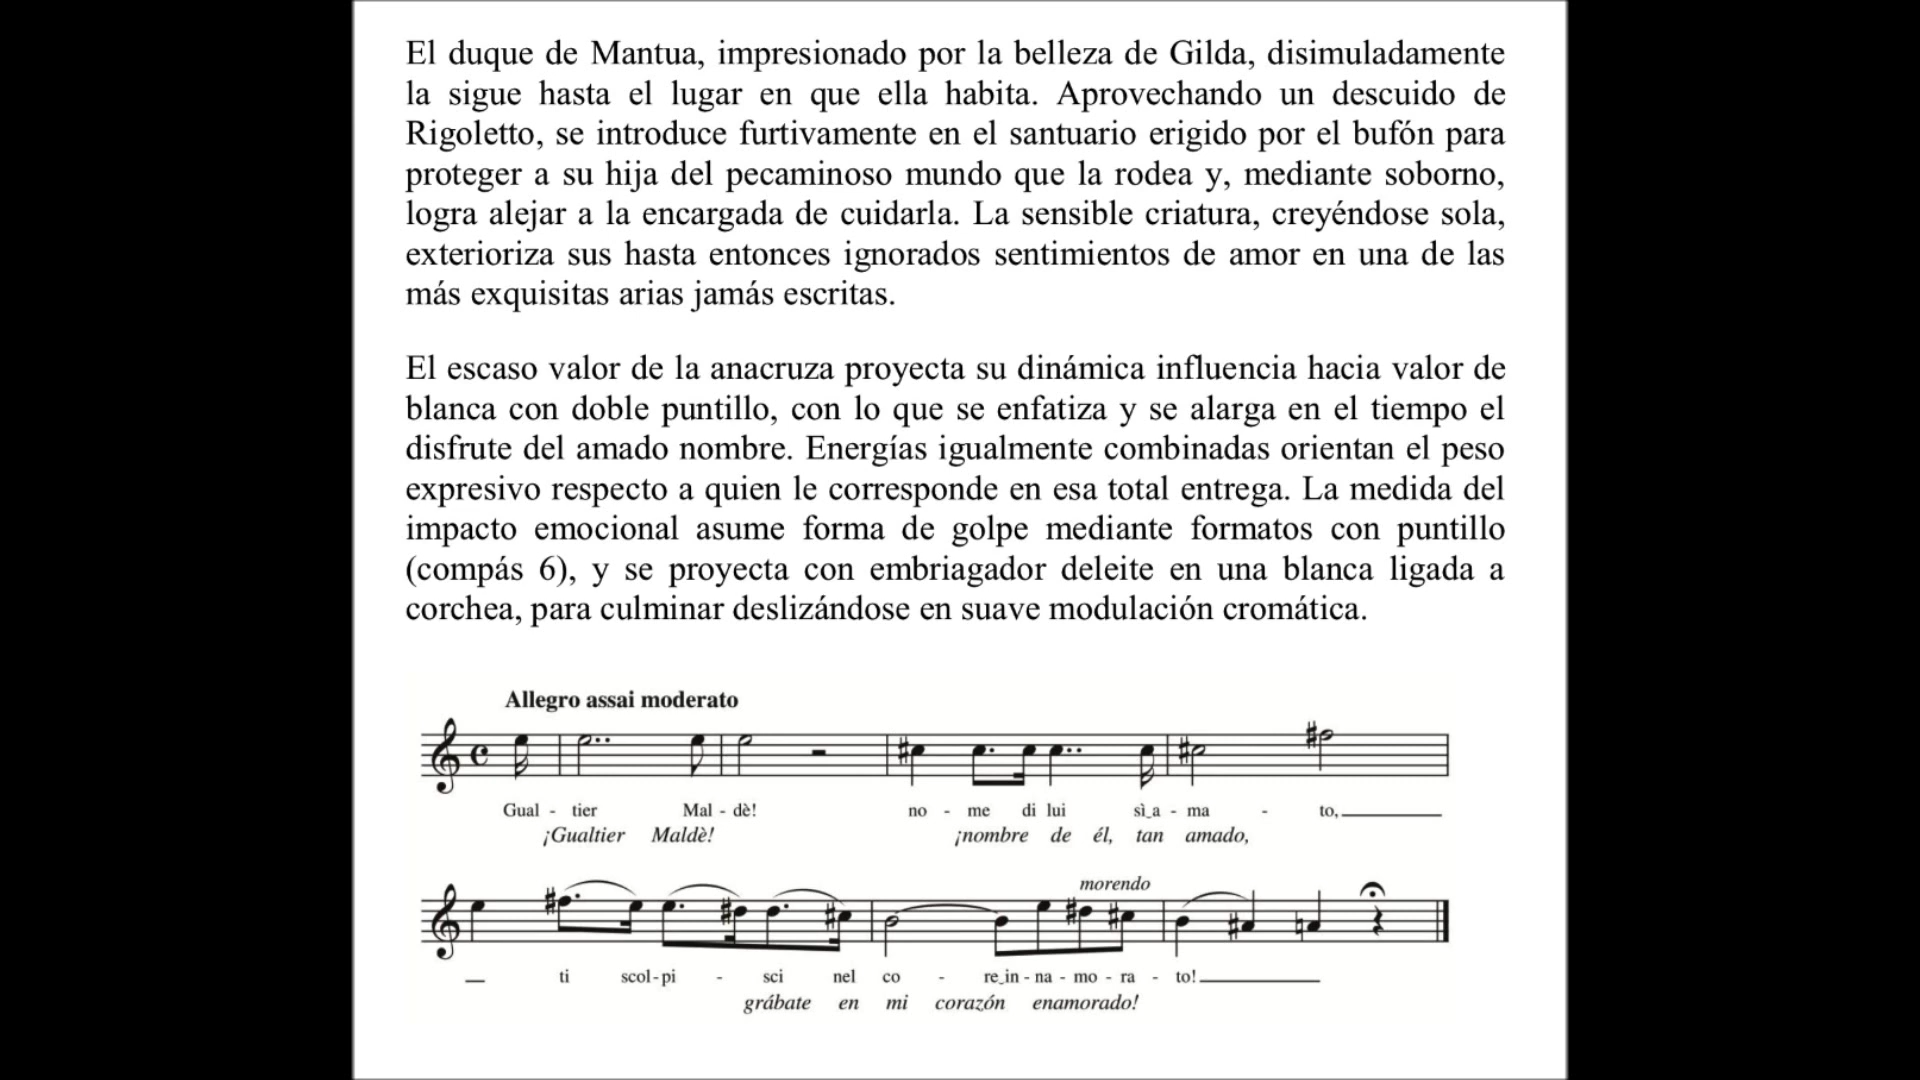 El duque de Mantua, impresionado por la belleza de Gilda, disimuladamente
la sigue hasta el lugar en que ella habita. Aprovechando un descuido de
Rigoletto, se introduce furtivamente en el santuario erigido por el bufón para
proteger a su hija del pecaminoso mundo que la rodea y, mediante soborno,
logra alejar a la encargada de cuidarla. La sensible criatura, creyéndose sola,
exterioriza sus hasta entonces ignorados sentimientos de amor en una de las
más exquisitas arias jamás escritas.
El escaso valor de la anacruza proyecta su dinámica influencia hacia valor de
blanca con doble puntillo, con lo que se enfatiza y se alarga en el tiempo el
disfrute del amado nombre. Energías igualmente combinadas orientan el peso
expresivo respecto a quien le corresponde en esa total entrega. La medida del
impacto emocional asume forma de golpe mediante formatos con puntillo
(compás 6), y se proyecta con embriagador deleite en una blanca ligada a
corchea, para culminar deslizándose en suave modulación cromática.
Allegro assai moderato
Gual - tier Mal - dè! no - me di lui sì‿a - ma - to,
¡Gualtier Maldè! ¡nombre de él, tan amado,
morendo
ti scol - pi - sci nel co - re‿in - na - mo - ra - to!
grábate en mi corazón enamorado!